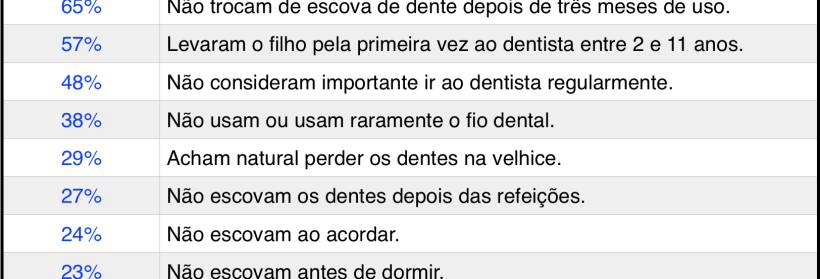 65% Não trocam de escova de dente depois de três meses de uso.
57% Levaram o filho pela primeira vez ao dentista entre 2 e 11 anos.
48% Não consideram importante ir ao dentista regularmente.
38% Não usam ou usam raramente o fio dental.
29% Acham natural perder os dentes na velhice.
27% Não escovam os dentes depois das refeições.
24% Não escovam ao acordar.
23% Não escovam antes de dormir.